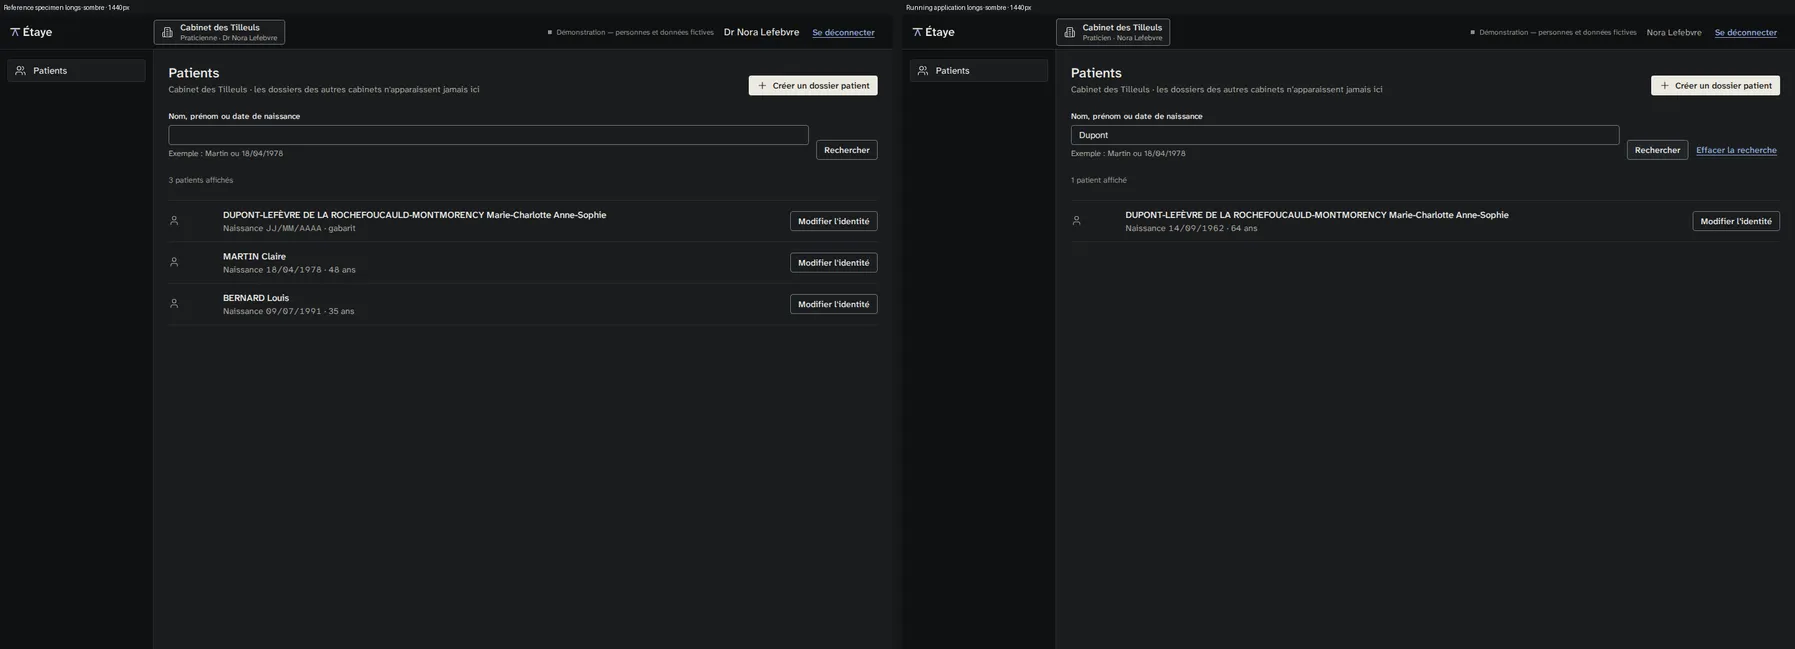 Reference specimen longs-sombre · 1440px
Étaye
Cabinet des Tilleuls
Praticienne · Dr Nora Lefebvre
Démonstration — personnes et données fictives
Dr Nora Lefebvre
Se déconnecter
Patients
Patients
Cabinet des Tilleuls · les dossiers des autres cabinets n'apparaissent jamais ici
Créer un dossier patient
Nom, prénom ou date de naissance
Exemple : Martin ou 18/04/1978
Rechercher
3 patients affichés
DUPONT-LEFÈVRE DE LA ROCHEFOUCAULD-MONTMORENCY Marie-Charlotte Anne-Sophie
Naissance JJ/MM/AAAA · gabarit
Modifier l'identité
MARTIN Claire
Naissance 18/04/1978 · 48 ans
Modifier l'identité
BERNARD Louis
Naissance 09/07/1991 · 35 ans
Modifier l'identité
Running application longs-sombre · 1440px
Étaye
Cabinet des Tilleuls
Praticien · Nora Lefebvre
Démonstration — personnes et données fictives
Nora Lefebvre
Se déconnecter
Patients
Patients
Cabinet des Tilleuls · les dossiers des autres cabinets n'apparaissent jamais ici
Créer un dossier patient
Nom, prénom ou date de naissance
Dupont
Exemple : Martin ou 18/04/1978
Rechercher
Effacer la recherche
1 patient affiché
DUPONT-LEFÈVRE DE LA ROCHEFOUCAULD-MONTMORENCY Marie-Charlotte Anne-Sophie
Naissance 14/09/1962 · 64 ans
Modifier l'identité